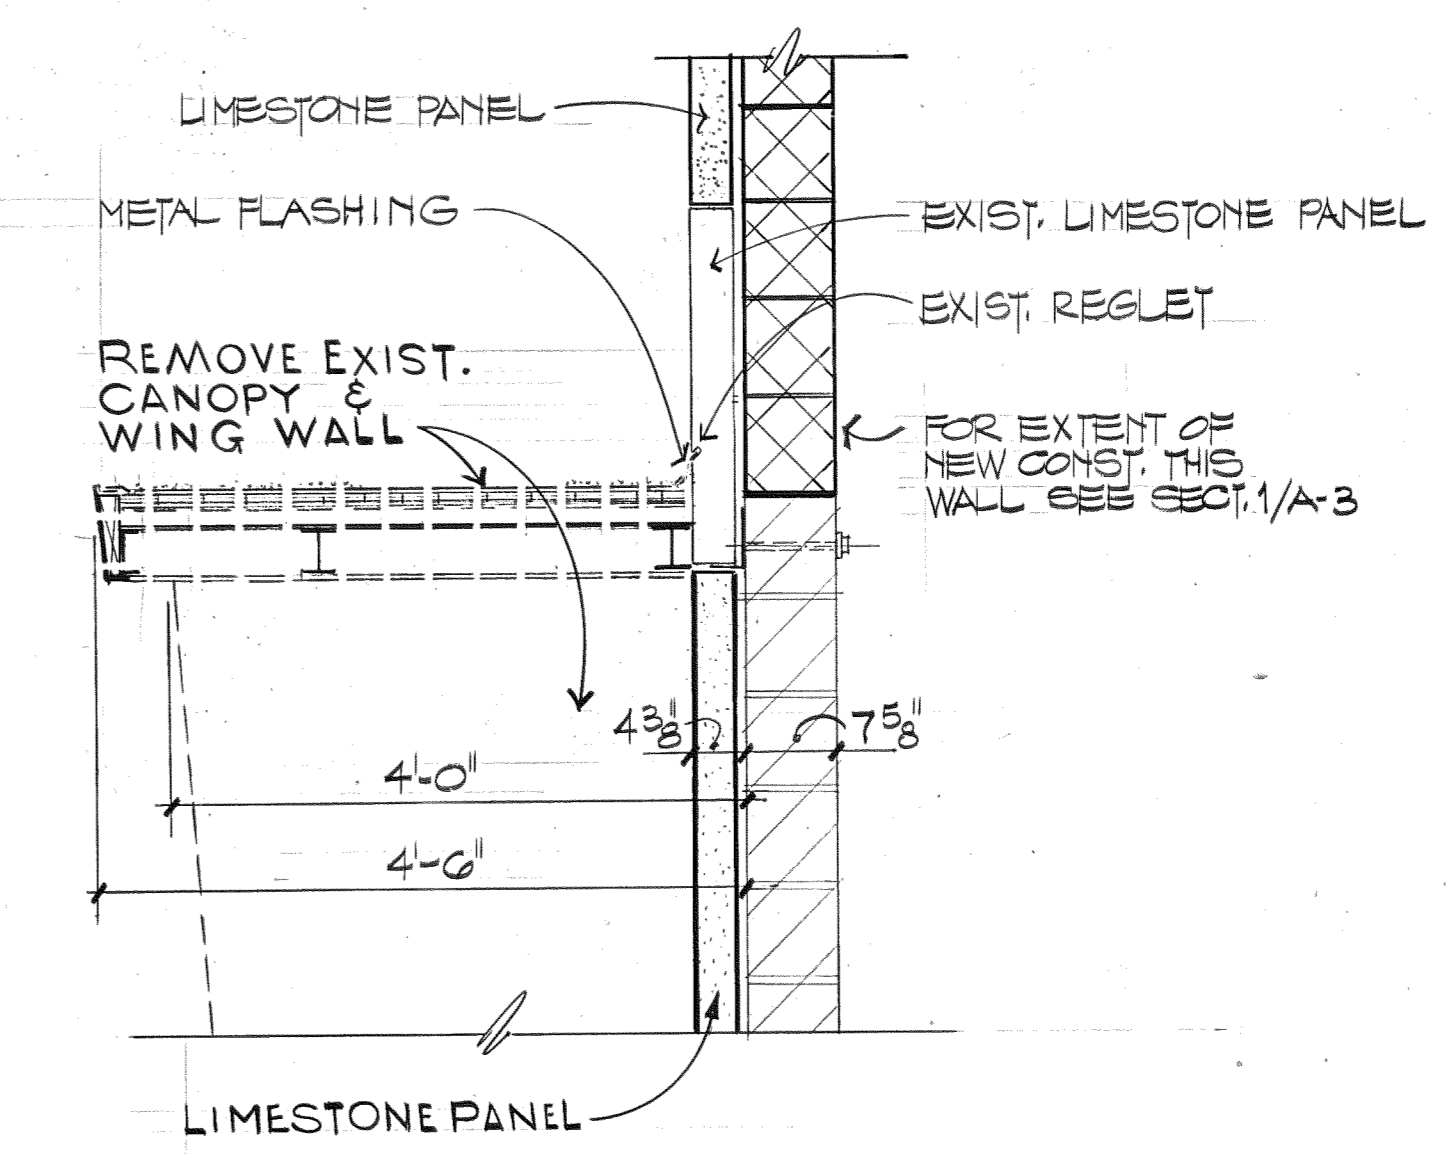 LIMESTONE PANEL
METAL FLASHING
EXIST. LIMESTONE PANEL
EXIST. REGLET
REMOVE EXIST.
CANOPY &
WING WALL
FOR EXTENT OF
NEW CONST. THIS
WALL SEE SECT. 1/A-3
4 3/8"
7 5/8"
4'-0"
4'-6"
LIMESTONE PANEL